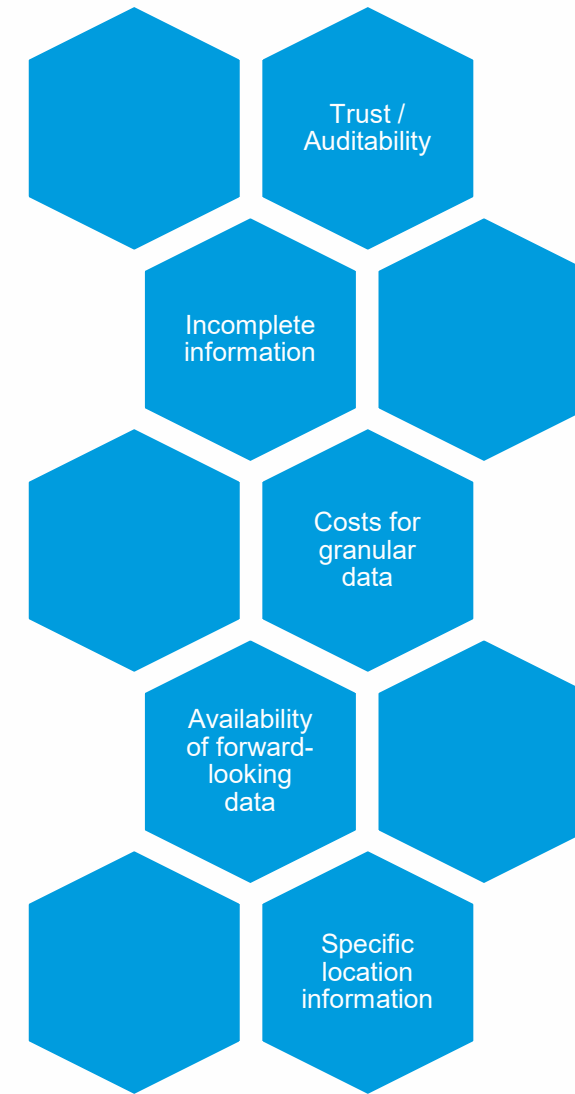 Trust /
Auditability
Incomplete
information
Costs for
granular
data
Availability
of forward-
looking
data
Specific
location
information